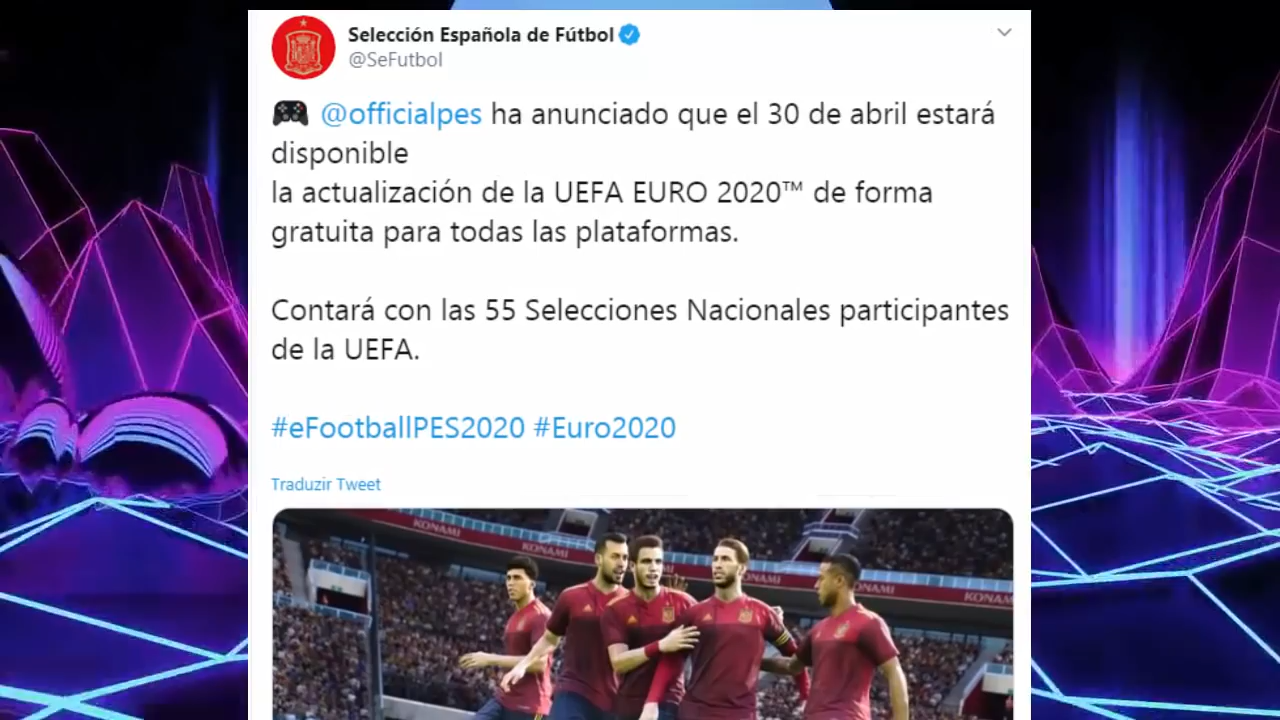 Selección Española de Fútbol
@SeFutbol
🎮 @officialpes ha anunciado que el 30 de abril estará
disponible
la actualización de la UEFA EURO 2020™ de forma
gratuita para todas las plataformas.
Contará con las 55 Selecciones Nacionales participantes
de la UEFA.
#eFootballPES2020 #Euro2020
Traduzir Tweet
KONAMI
KONAMI
KONAMI
KONAMI